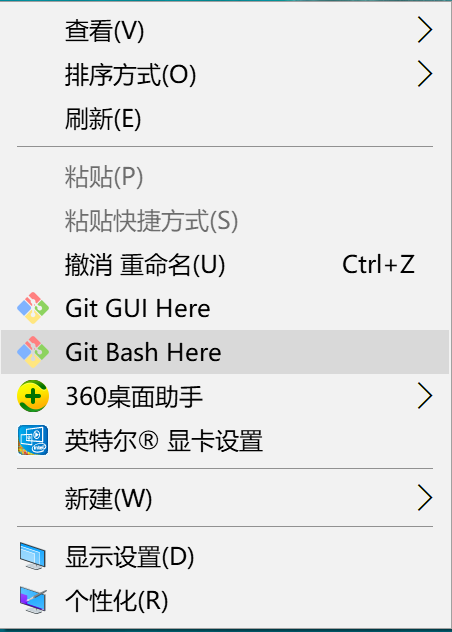 查看(V)
排序方式(O)
刷新(E)
粘贴(P)
粘贴快捷方式(S)
撤消 重命名(U) Ctrl+Z
Git GUI Here
Git Bash Here
360桌面助手
英特尔® 显卡设置
新建(W)
显示设置(D)
个性化(R)